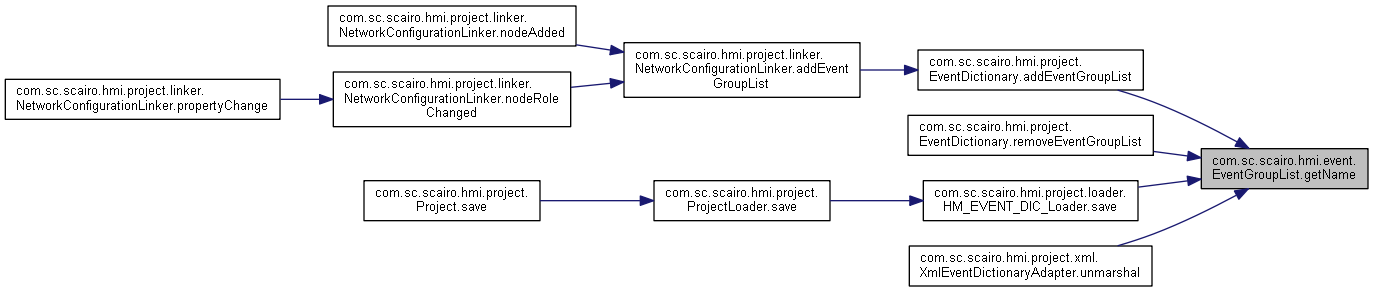 com.sc.scairo.hmi.project.linker.
NetworkConfigurationLinker.nodeAdded
com.sc.scairo.hmi.project.linker.
NetworkConfigurationLinker.addEvent
GroupList
com.sc.scairo.hmi.project.
EventDictionary.addEventGroupList
com.sc.scairo.hmi.project.linker.
NetworkConfigurationLinker.propertyChange
com.sc.scairo.hmi.project.linker.
NetworkConfigurationLinker.nodeRole
Changed
com.sc.scairo.hmi.project.
EventDictionary.removeEventGroupList
com.sc.scairo.hmi.event.
EventGroupList.getName
com.sc.scairo.hmi.project.
Project.save
com.sc.scairo.hmi.project.
ProjectLoader.save
com.sc.scairo.hmi.project.loader.
HM_EVENT_DIC_Loader.save
com.sc.scairo.hmi.project.xml.
XmlEventDictionaryAdapter.unmarshal